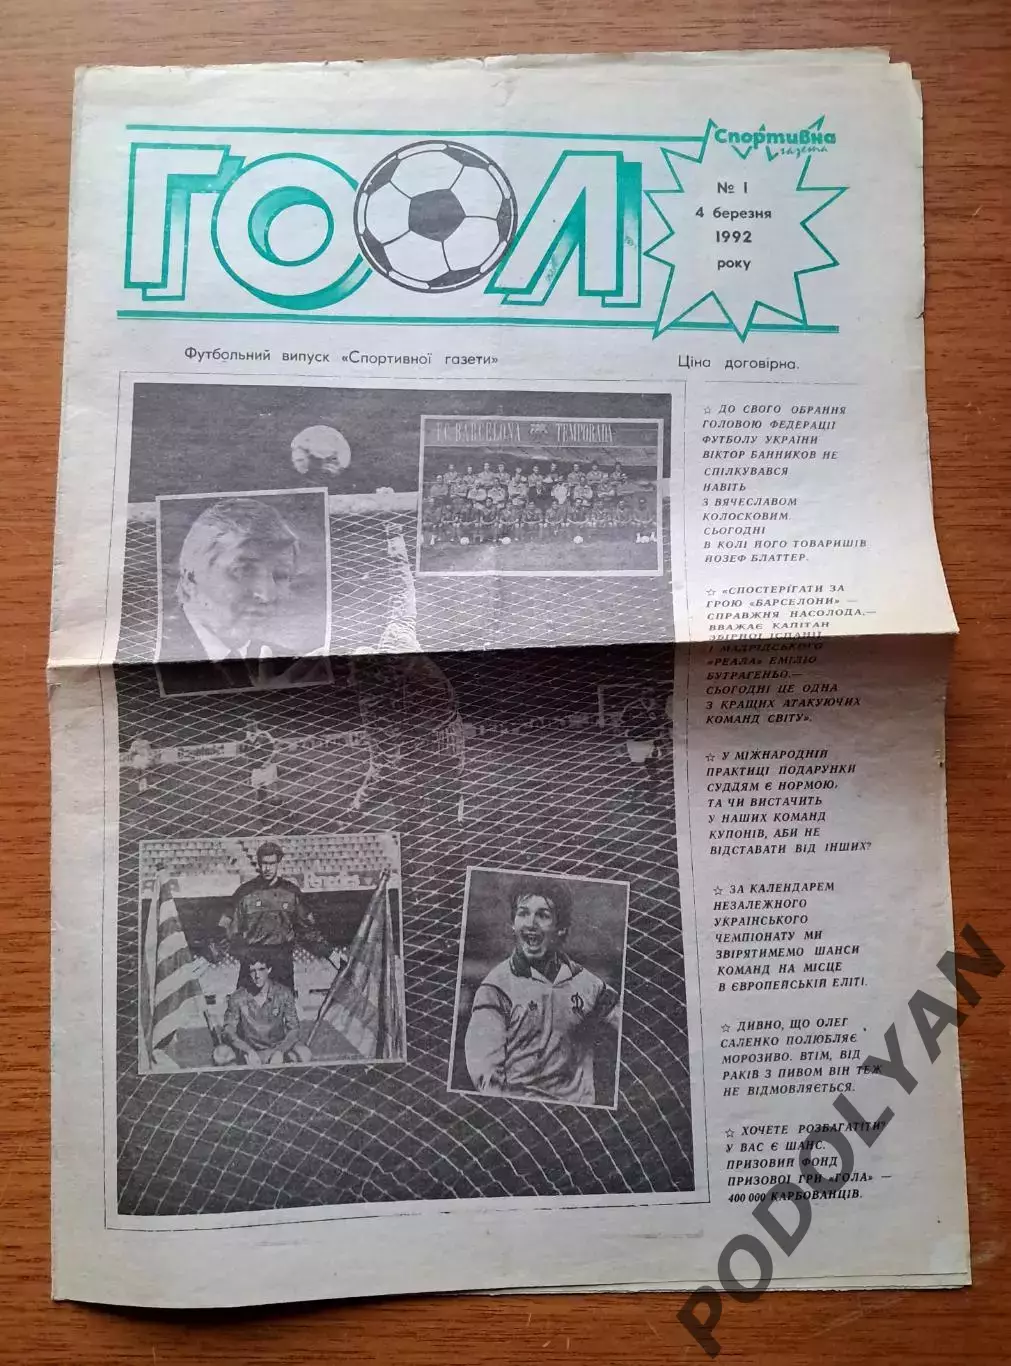 ГООЛ
Спортивна
газета
№ 1
4 березня
1992
року
Футбольний випуск «Спортивної газети»
Ціна договірна.
FC BARCELONA TEMPORADA
☆ ДО СВОГО ОБРАННЯ
ГОЛОВОЮ ФЕДЕРАЦІЇ
ФУТБОЛУ УКРАЇНИ
ВІКТОР БАННИКОВ НЕ
СПІЛКУВАВСЯ
НАВІТЬ
З ВЯЧЕСЛАВОМ
КОЛОСКОВИМ.
СЬОГОДНІ
В КОЛІ ЙОГО ТОВАРИШІВ
ЙОЗЕФ БЛАТТЕР.
☆ «СПОСТЕРІГАТИ ЗА
ГРОЮ «БАРСЕЛОНИ» —
СПРАВЖНЯ НАСОЛОДА,—
ВВАЖАЄ КАПІТАН
ЗБІРНОЇ ІСПАНІЇ
І МАДРІДСЬКОГО
«РЕАЛА» ЕМІЛІО
БУТРАГЕНЬО.—
СЬОГОДНІ ЦЕ ОДНА
З КРАЩИХ АТАКУЮЧИХ
КОМАНД СВІТУ».
☆ У МІЖНАРОДНІЙ
ПРАКТИЦІ ПОДАРУНКИ
СУДДЯМ Є НОРМОЮ,
ТА ЧИ ВИСТАЧИТЬ
У НАШИХ КОМАНД
КУПОНІВ, АБИ НЕ
ВІДСТАВАТИ ВІД ІНШИХ?
☆ ЗА КАЛЕНДАРЕМ
НЕЗАЛЕЖНОГО
УКРАЇНСЬКОГО
ЧЕМПІОНАТУ МИ
ЗВІРЯТИМЕМО ШАНСИ
КОМАНД НА МІСЦЕ
В ЄВРОПЕЙСЬКІЙ ЕЛІТІ.
☆ ДИВНО, ЩО ОЛЕГ
САЛЕНКО ПОЛЮБЛЯЄ
МОРОЗИВО. ВТІМ, ВІД
РАКІВ З ПИВОМ ВІН ТЕЖ
НЕ ВІДМОВЛЯЄТЬСЯ.
☆ ХОЧЕТЕ РОЗБАГАТІТИ?
У ВАС Є ШАНС.
ПРИЗОВИЙ ФОНД
ПРИЗОВОЇ ГРИ «ГОЛА» —
400 000 КАРБОВАНЦІВ.
PODOLYAN